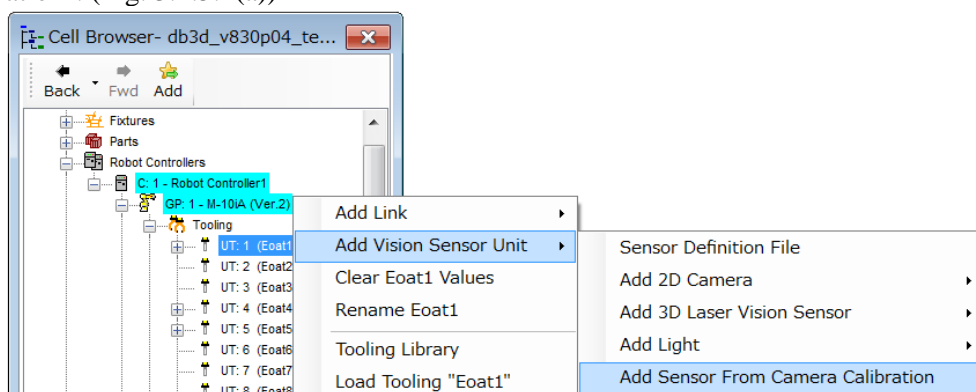 Cell Browser- db3d_v830p04_te...
Back Fwd Add
Fixtures
Parts
Robot Controllers
C: 1 - Robot Controller1
GP: 1 - M-10iA (Ver.2)
Tooling
UT: 1 (Eoat1
UT: 2 (Eoat2
UT: 3 (Eoat3
UT: 4 (Eoat4
UT: 5 (Eoat5
UT: 6 (Eoat6
UT: 7 (Eoat7
UT: 8 (Eoat8
Add Link
Add Vision Sensor Unit
Clear Eoat1 Values
Rename Eoat1
Tooling Library
Load Tooling "Eoat1"
Sensor Definition File
Add 2D Camera
Add 3D Laser Vision Sensor
Add Light
Add Sensor From Camera Calibration